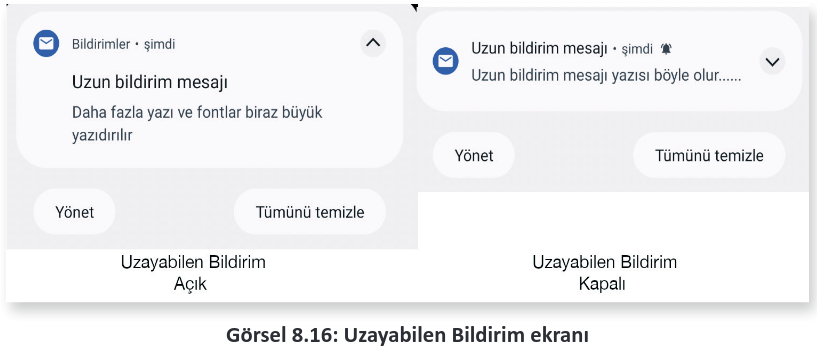 Bildirimler • şimdi
Uzun bildirim mesajı
Daha fazla yazı ve fontlar biraz büyük
yazıdırılır
Yönet
Tümünü temizle
Uzayabilen Bildirim
Açık
Uzun bildirim mesajı • şimdi
Uzun bildirim mesajı yazısı böyle olur......
Yönet
Tümünü temizle
Uzayabilen Bildirim
Kapalı
Görsel 8.16: Uzayabilen Bildirim ekranı